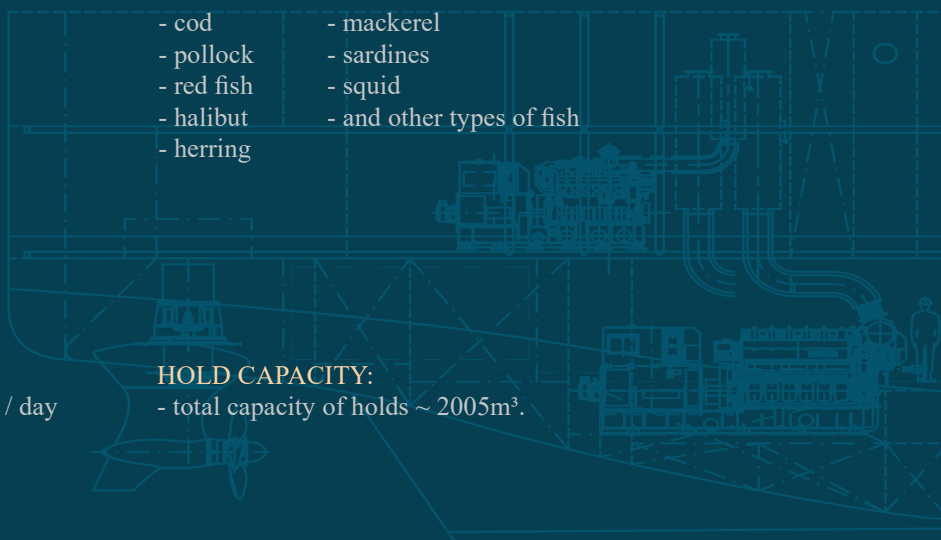 - cod
- pollock
- red fish
- halibut
- herring
- mackerel
- sardines
- squid
- and other types of fish
/ day
HOLD CAPACITY:
- total capacity of holds ~ 2005m³.